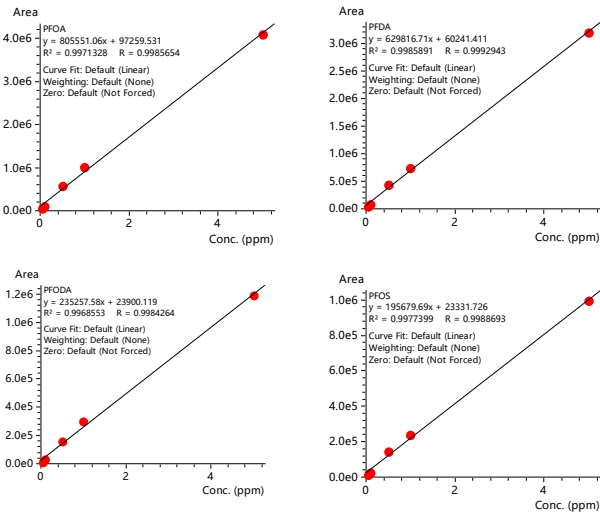 Area
PFOA
y = 805551.06x + 97259.531
R² = 0.9971328 R = 0.9985654
Curve Fit: Default (Linear)
Weighting: Default (None)
Zero: Default (Not Forced)
4.0e6
3.0e6
2.0e6
1.0e6
0.0e0
0 2 4
Conc. (ppm)
Area
PFDA
y = 629816.71x + 60241.411
R² = 0.9985891 R = 0.9992943
Curve Fit: Default (Linear)
Weighting: Default (None)
Zero: Default (Not Forced)
3.0e6
2.5e6
2.0e6
1.5e6
1.0e6
5.0e5
0.0e0
0 2 4
Conc. (ppm)
Area
PFODA
y = 235257.58x + 23900.119
R² = 0.9968553 R = 0.9984264
Curve Fit: Default (Linear)
Weighting: Default (None)
Zero: Default (Not Forced)
1.2e6
1.0e6
8.0e5
6.0e5
4.0e5
2.0e5
0.0e0
0 2 4
Conc. (ppm)
Area
PFOS
y = 195679.69x + 23331.726
R² = 0.9977399 R = 0.9988693
Curve Fit: Default (Linear)
Weighting: Default (None)
Zero: Default (Not Forced)
1.0e6
8.0e5
6.0e5
4.0e5
2.0e5
0.0e0
0 2 4
Conc. (ppm)